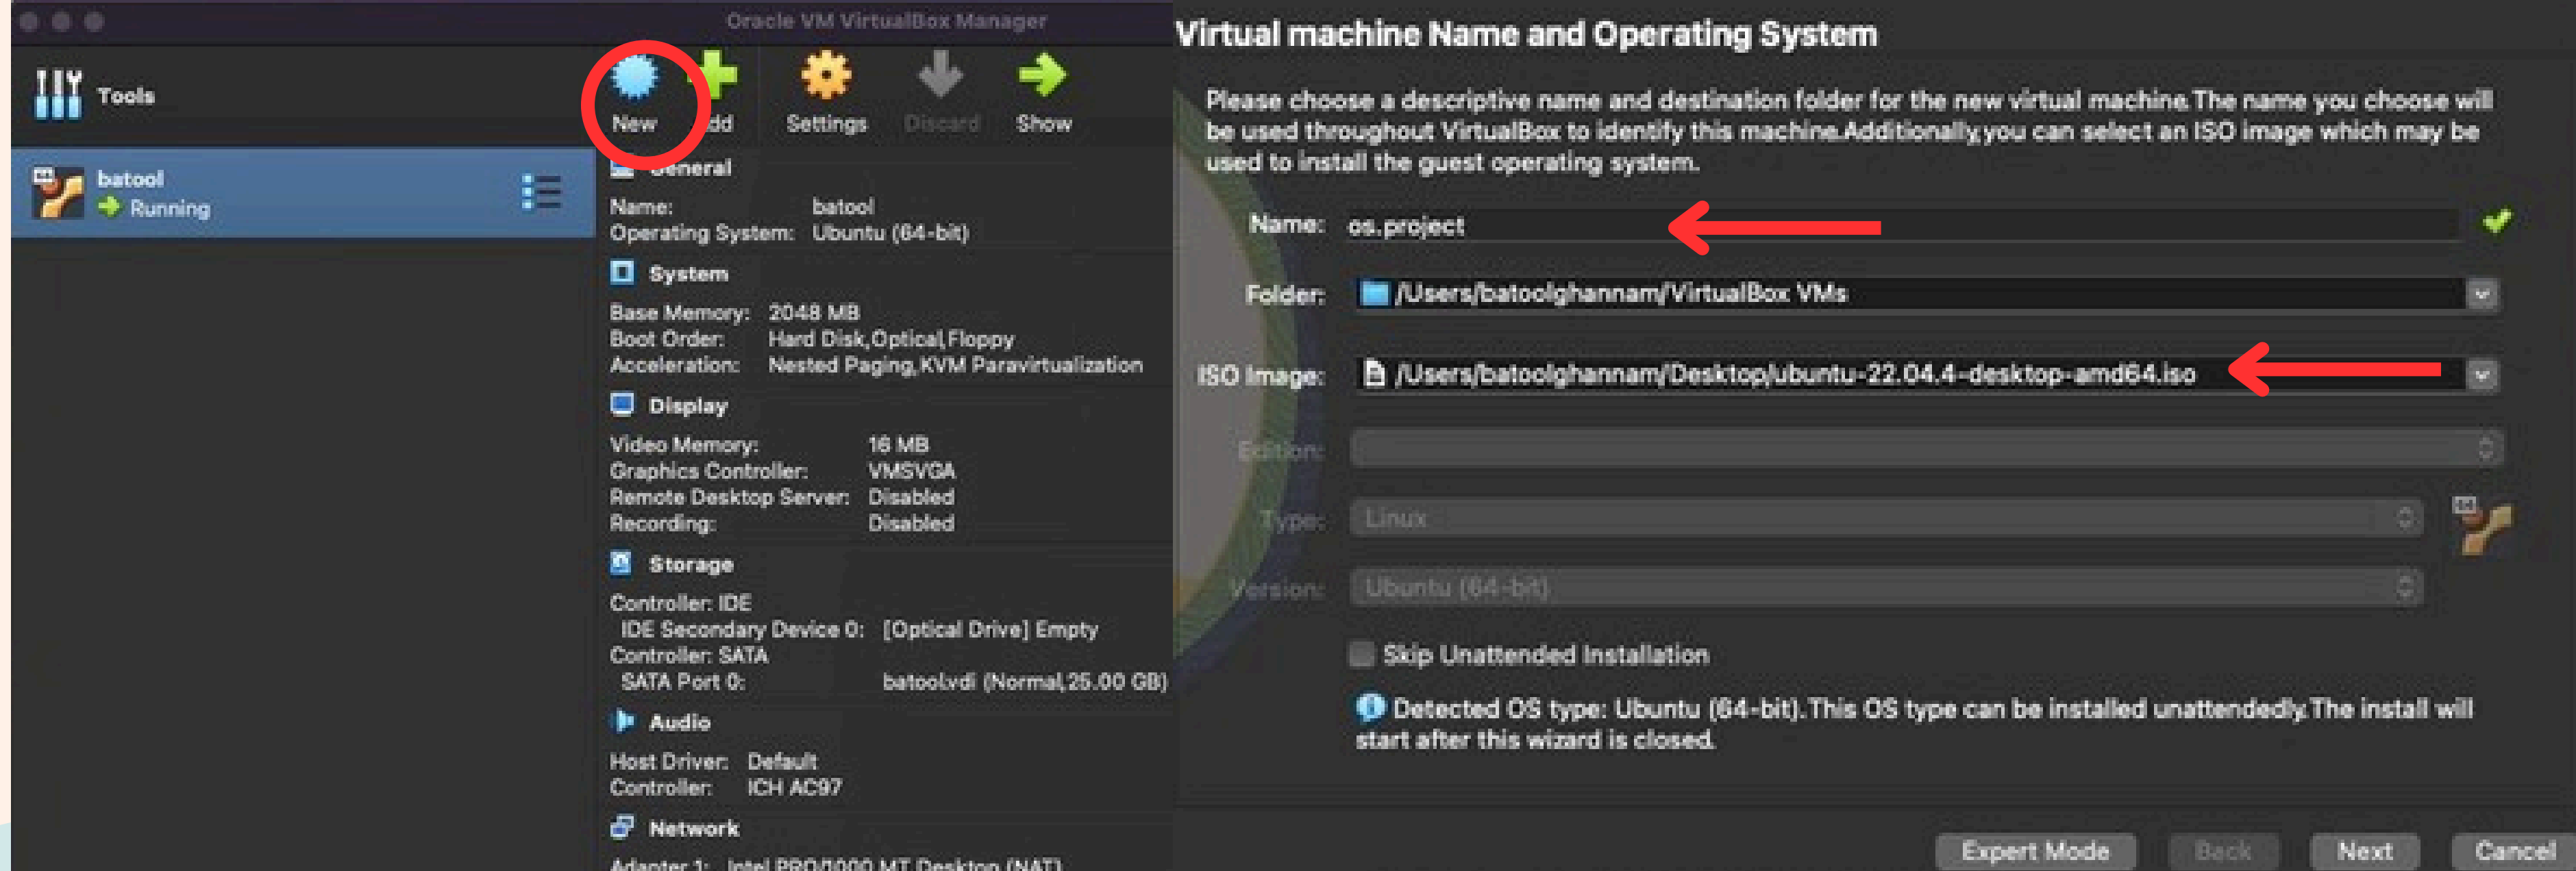 Oracle VM VirtualBox Manager
Tools
New
Settings
Discard
Show
batool
Running
General
Name: batool
Operating System: Ubuntu (64-bit)
System
Base Memory: 2048 MB
Boot Order: Hard Disk,Optical,Floppy
Acceleration: Nested Paging,KVM Paravirtualization
Display
Video Memory: 16 MB
Graphics Controller: VMSVGA
Remote Desktop Server: Disabled
Recording: Disabled
Storage
Controller: IDE
IDE Secondary Device 0: [Optical Drive] Empty
Controller: SATA
SATA Port 0: batool.vdi (Normal,25.00 GB)
Audio
Host Driver: Default
Controller: ICH AC97
Network
Adapter 1: Intel PRO/1000 MT Desktop (NAT)
Virtual machine Name and Operating System
Please choose a descriptive name and destination folder for the new virtual machine.The name you choose will
be used throughout VirtualBox to identify this machine.Additionally,you can select an ISO image which may be
used to install the guest operating system.
Name: os.project
Folder: /Users/batoolghannam/VirtualBox VMs
ISO Image: /Users/batoolghannam/Desktop/ubuntu-22.04.4-desktop-amd64.iso
Edition:
Type: Linux
Version: Ubuntu (64-bit)
Skip Unattended Installation
Detected OS type: Ubuntu (64-bit).This OS type can be installed unattendedly.The install will
start after this wizard is closed.
Expert Mode
Back
Next
Cancel